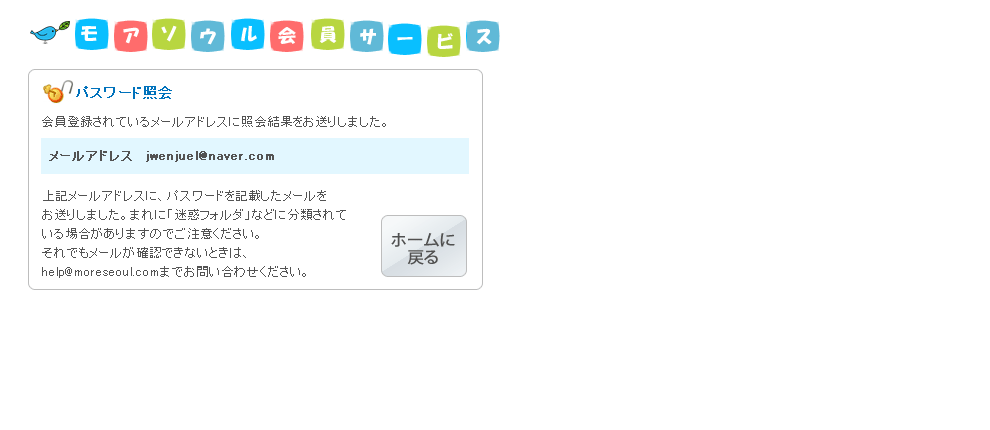 モアソウル会員サービス
パスワード照会
会員登録されているメールアドレスに照会結果をお送りしました。
メールアドレス jwenjuel@naver.com
上記メールアドレスに、パスワードを記載したメールを
お送りしました。まれに「迷惑フォルダ」などに分類されて
いる場合がありますのでご注意ください。
それでもメールが確認できないときは、
help@moreseoul.comまでお問い合わせください。
ホームに
戻る